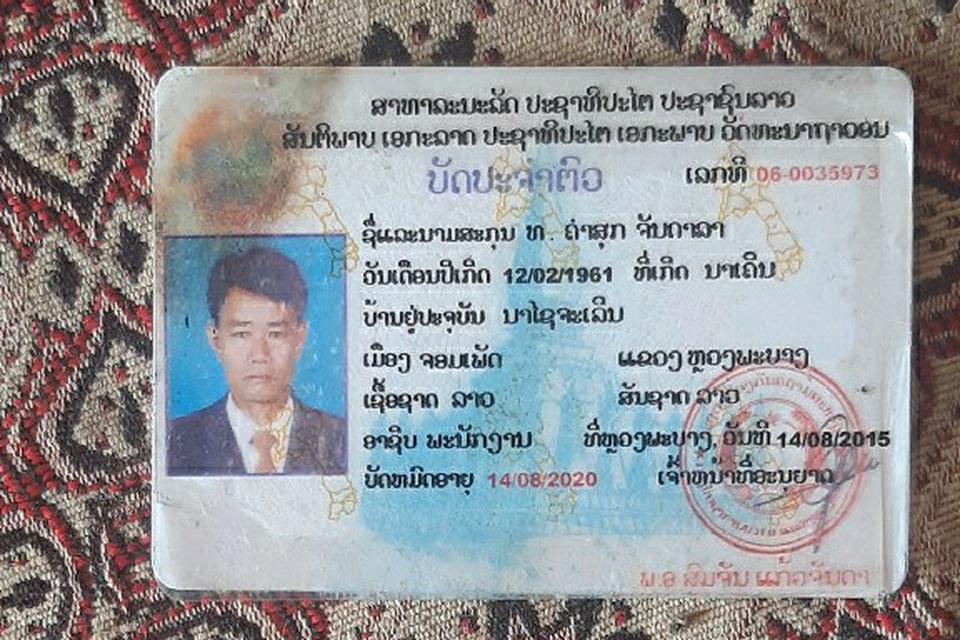 ສາທາລະນະລັດ ປະຊາທິປະໄຕ ປະຊາຊົນລາວ
ສັນຕິພາບ ເອກະລາດ ປະຊາທິປະໄຕ ເອກະພາບ ວັດທະນາຖາວອນ
ບັດປະຈຳຕົວ
ເລກທີ 06-0035973
ຊື່ແລະນາມສະກຸນ ທ. ຄຳສຸກ ຈັນດາລາ
ວັນເດືອນປີເກີດ 12/02/1961 ທີ່ເກີດ ນາເຄິນ
ບ້ານຢູ່ປະຈຸບັນ ນາໄຊຈະເລີນ
ເມືອງ ຈອມເພັດ ແຂວງ ຫຼວງພະບາງ
ເຊື້ອຊາດ ລາວ ສັນຊາດ ລາວ
ອາຊິບ ພະນັກງານ ທີ່ຫຼວງພະບາງ, ວັນທີ 14/08/2015
ບັດຫມົດອາຍຸ 14/08/2020 ເຈົ້າຫນ້າທີ່ອະນຸຍາດ
ພ.ອ ສົມຈັນ ແກ້ວຈັນດາ